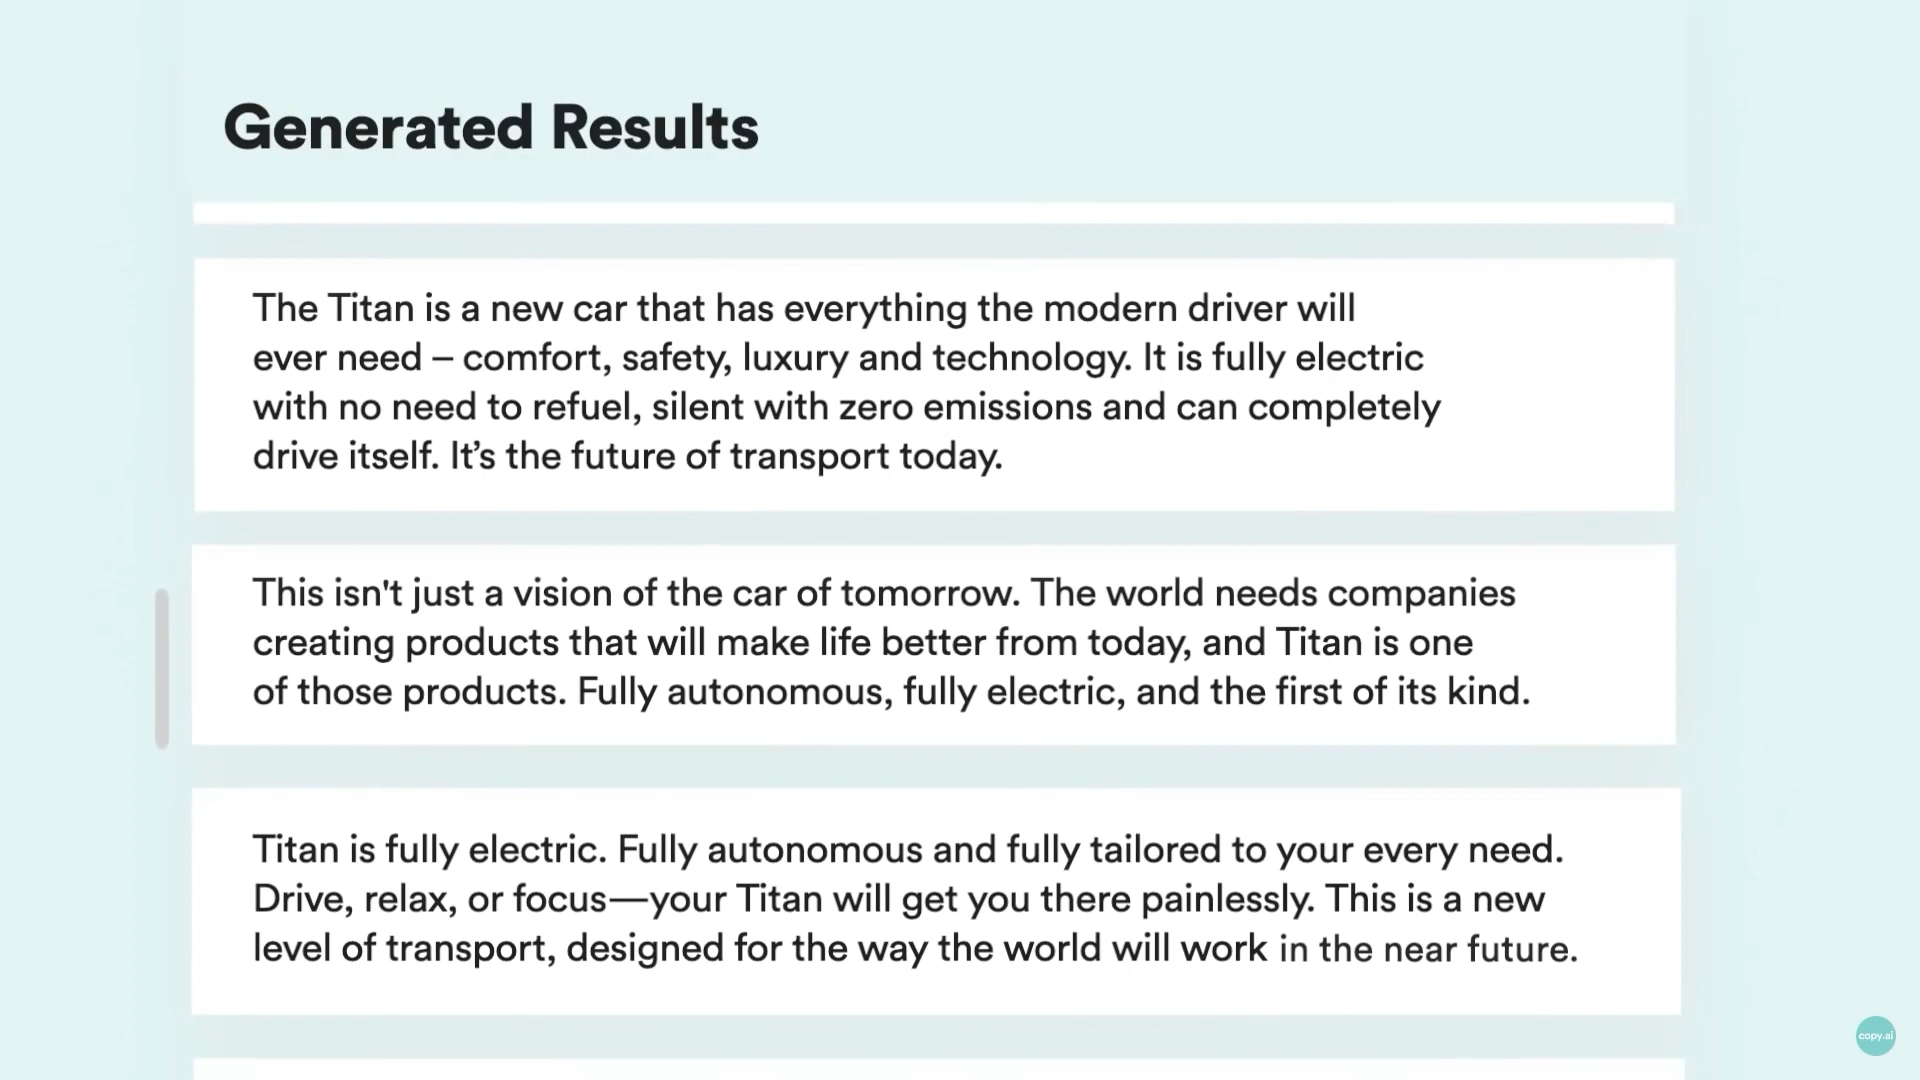 Generated Results
The Titan is a new car that has everything the modern driver will
ever need – comfort, safety, luxury and technology. It is fully electric
with no need to refuel, silent with zero emissions and can completely
drive itself. It’s the future of transport today.
This isn't just a vision of the car of tomorrow. The world needs companies
creating products that will make life better from today, and Titan is one
of those products. Fully autonomous, fully electric, and the first of its kind.
Titan is fully electric. Fully autonomous and fully tailored to your every need.
Drive, relax, or focus—your Titan will get you there painlessly. This is a new
level of transport, designed for the way the world will work in the near future.
copy.ai